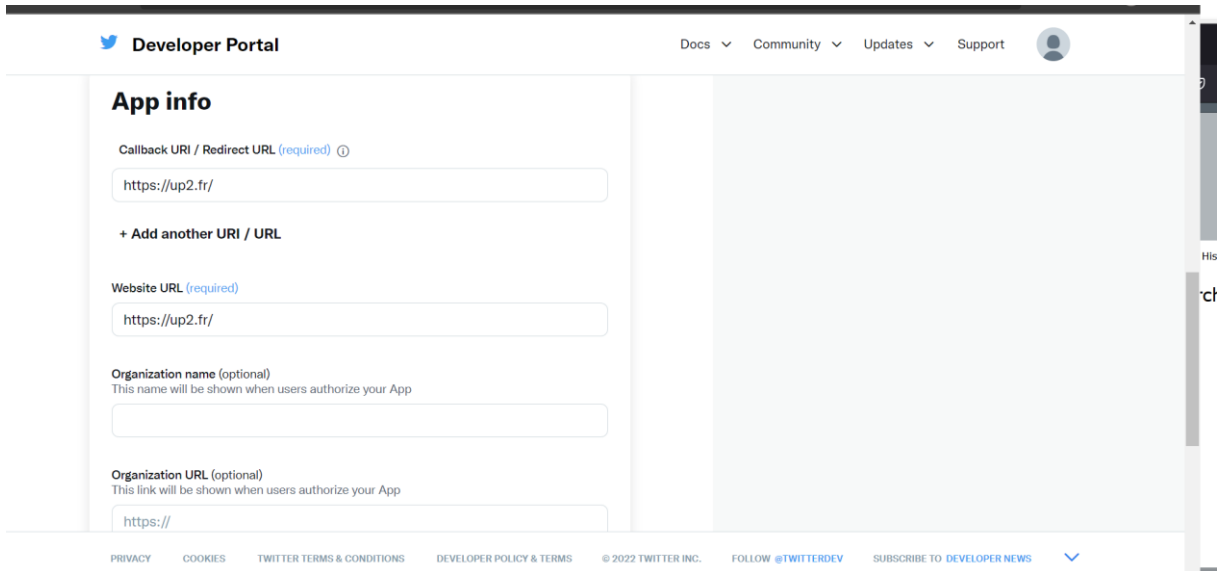 Developer Portal
Docs Community Updates Support
App info
Callback URI / Redirect URL (required)
https://up2.fr/
+ Add another URI / URL
Website URL (required)
https://up2.fr/
Organization name (optional)
This name will be shown when users authorize your App
Organization URL (optional)
This link will be shown when users authorize your App
https://
PRIVACY COOKIES TWITTER TERMS & CONDITIONS DEVELOPER POLICY & TERMS © 2022 TWITTER INC. FOLLOW @TWITTERDEV SUBSCRIBE TO DEVELOPER NEWS